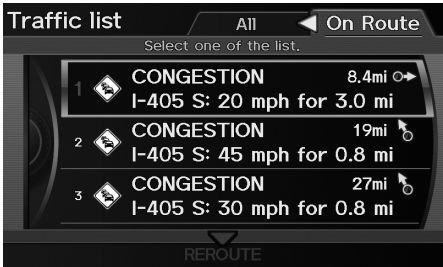 Traffic list
All
On Route
Select one of the list.
1 CONGESTION 8.4mi
I-405 S: 20 mph for 3.0 mi
2 CONGESTION 19mi
I-405 S: 45 mph for 0.8 mi
3 CONGESTION 27mi
I-405 S: 30 mph for 0.8 mi
REROUTE